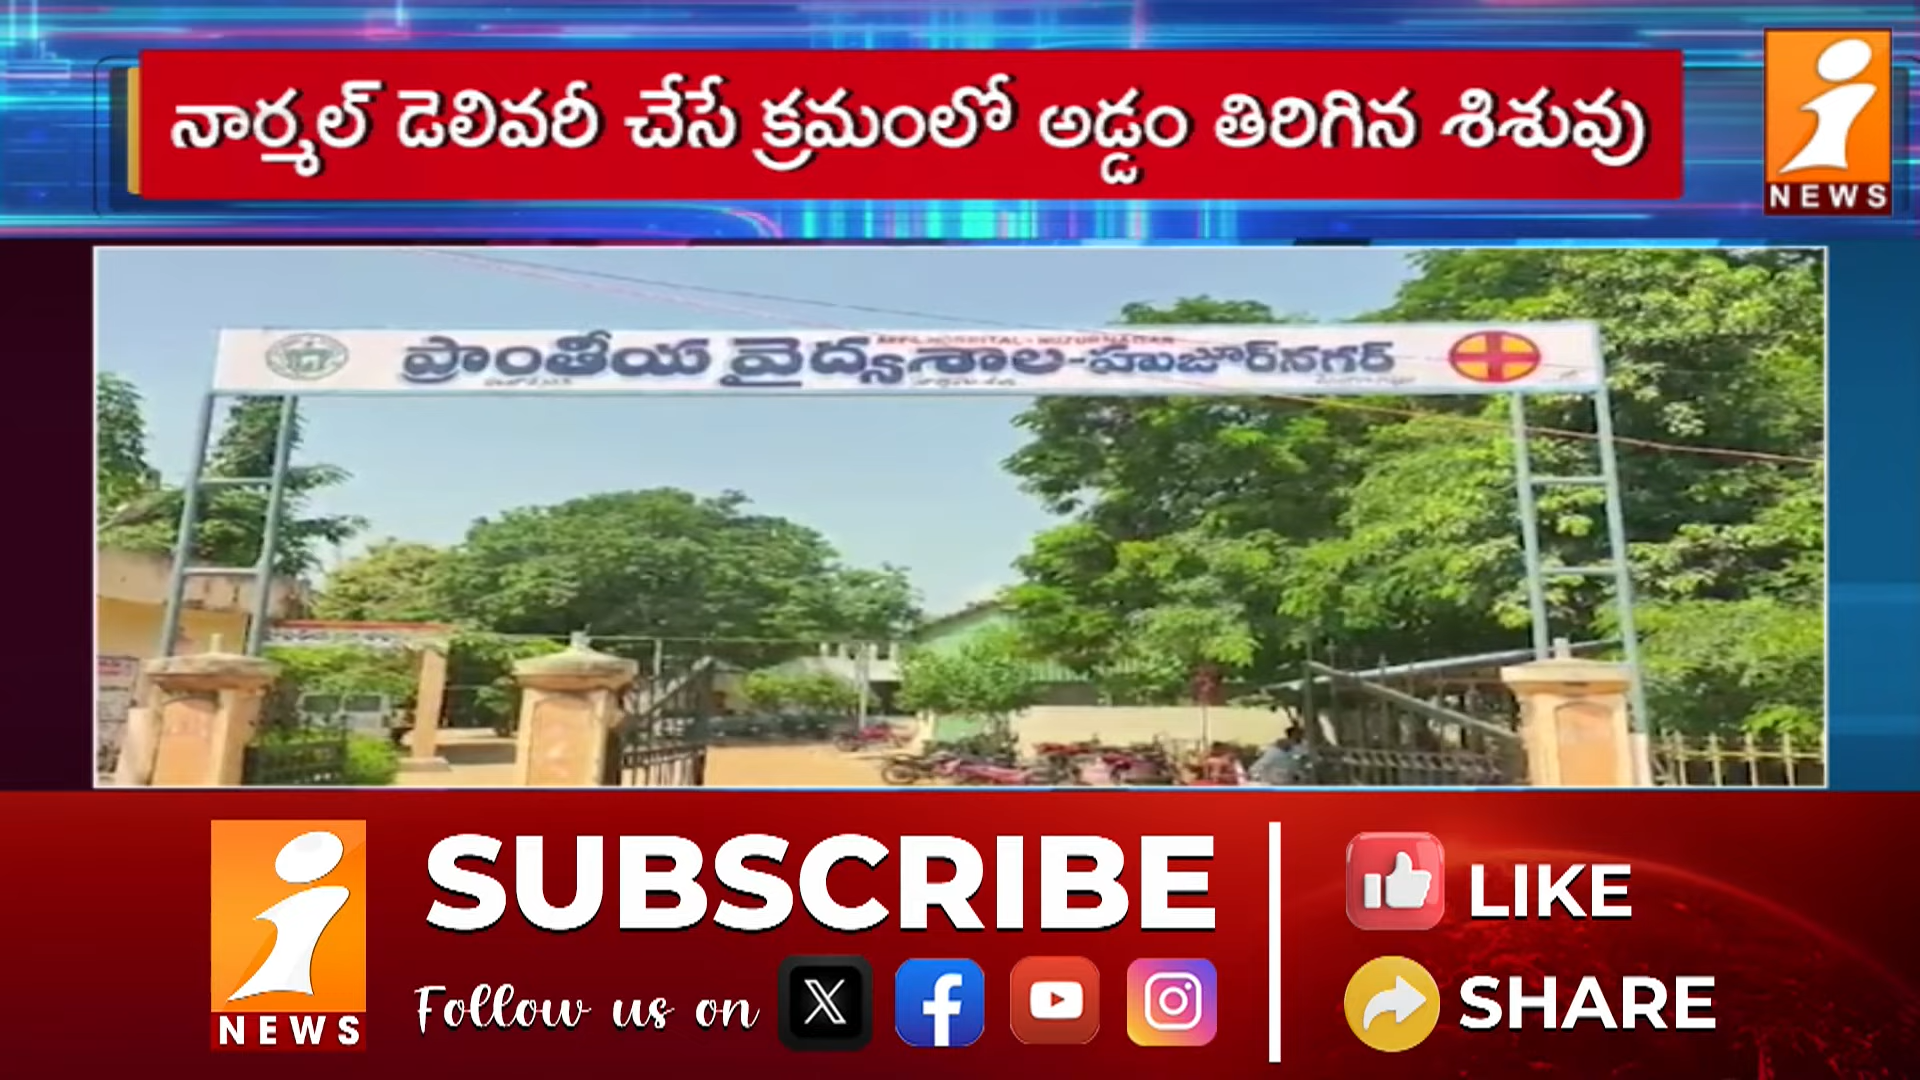 నార్మల్ డెలివరీ చేసే క్రమంలో అడ్డం తిరిగిన శిశువు
NEWS
ప్రాంతీయ వైద్యశాల-హుజూర్‌నగర్
SUBSCRIBE
Follow us on
NEWS
LIKE
SHARE